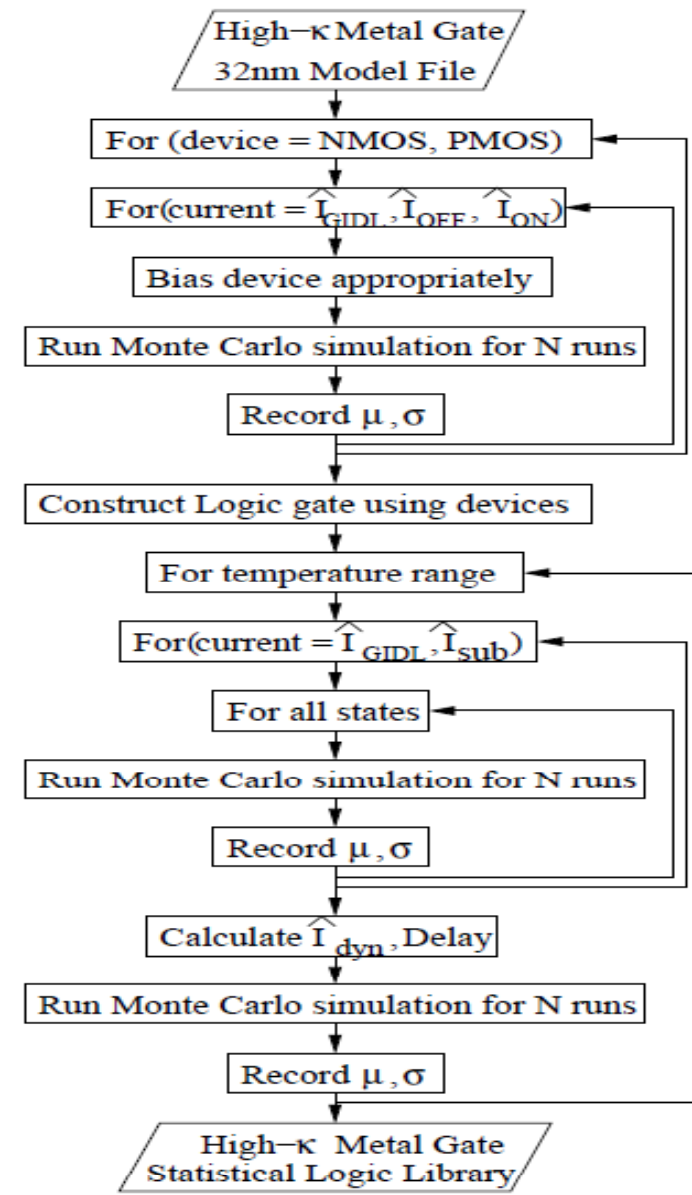 High−κ Metal Gate
32nm Model File
For (device = NMOS, PMOS)
For(current = Î_GIDL, Î_OFF, Î_ON)
Bias device appropriately
Run Monte Carlo simulation for N runs
Record μ, σ
Construct Logic gate using devices
For temperature range
For(current = Î_GIDL, Î_sub)
For all states
Run Monte Carlo simulation for N runs
Record μ, σ
Calculate Î_dyn, Delay
Run Monte Carlo simulation for N runs
Record μ, σ
High−κ Metal Gate
Statistical Logic Library